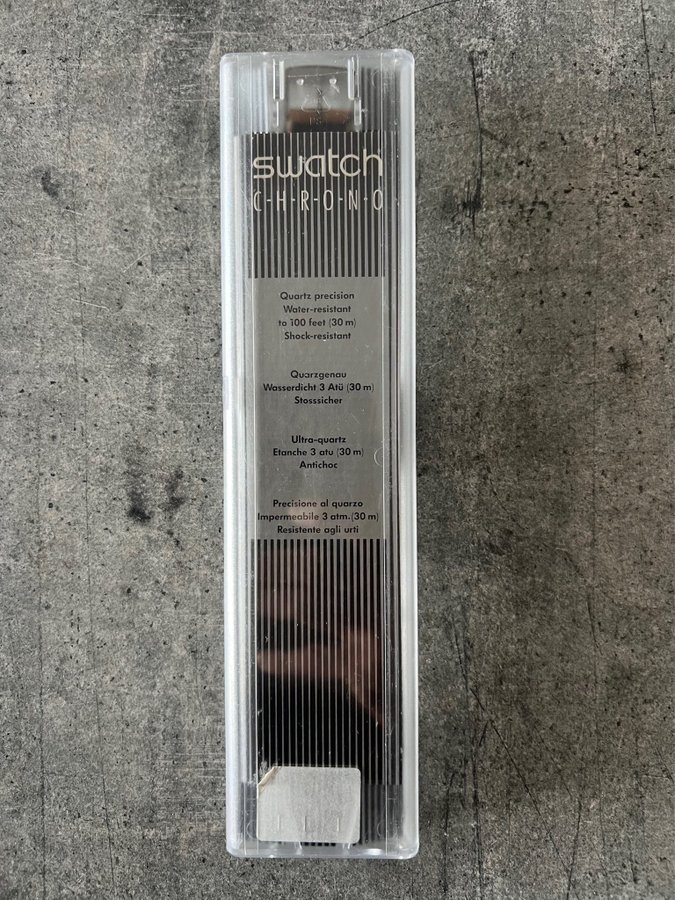 swatch
C-H-R-O-N-O
Quartz precision
Water-resistant
to 100 feet (30 m)
Shock-resistant
Quarzgenau
Wasserdicht 3 Atü (30 m)
Stosssicher
Ultra-quartz
Etanche 3 atu (30 m)
Antichoc
Precisione al quarzo
Impermeabile 3 atm.(30 m)
Resistente agli urti